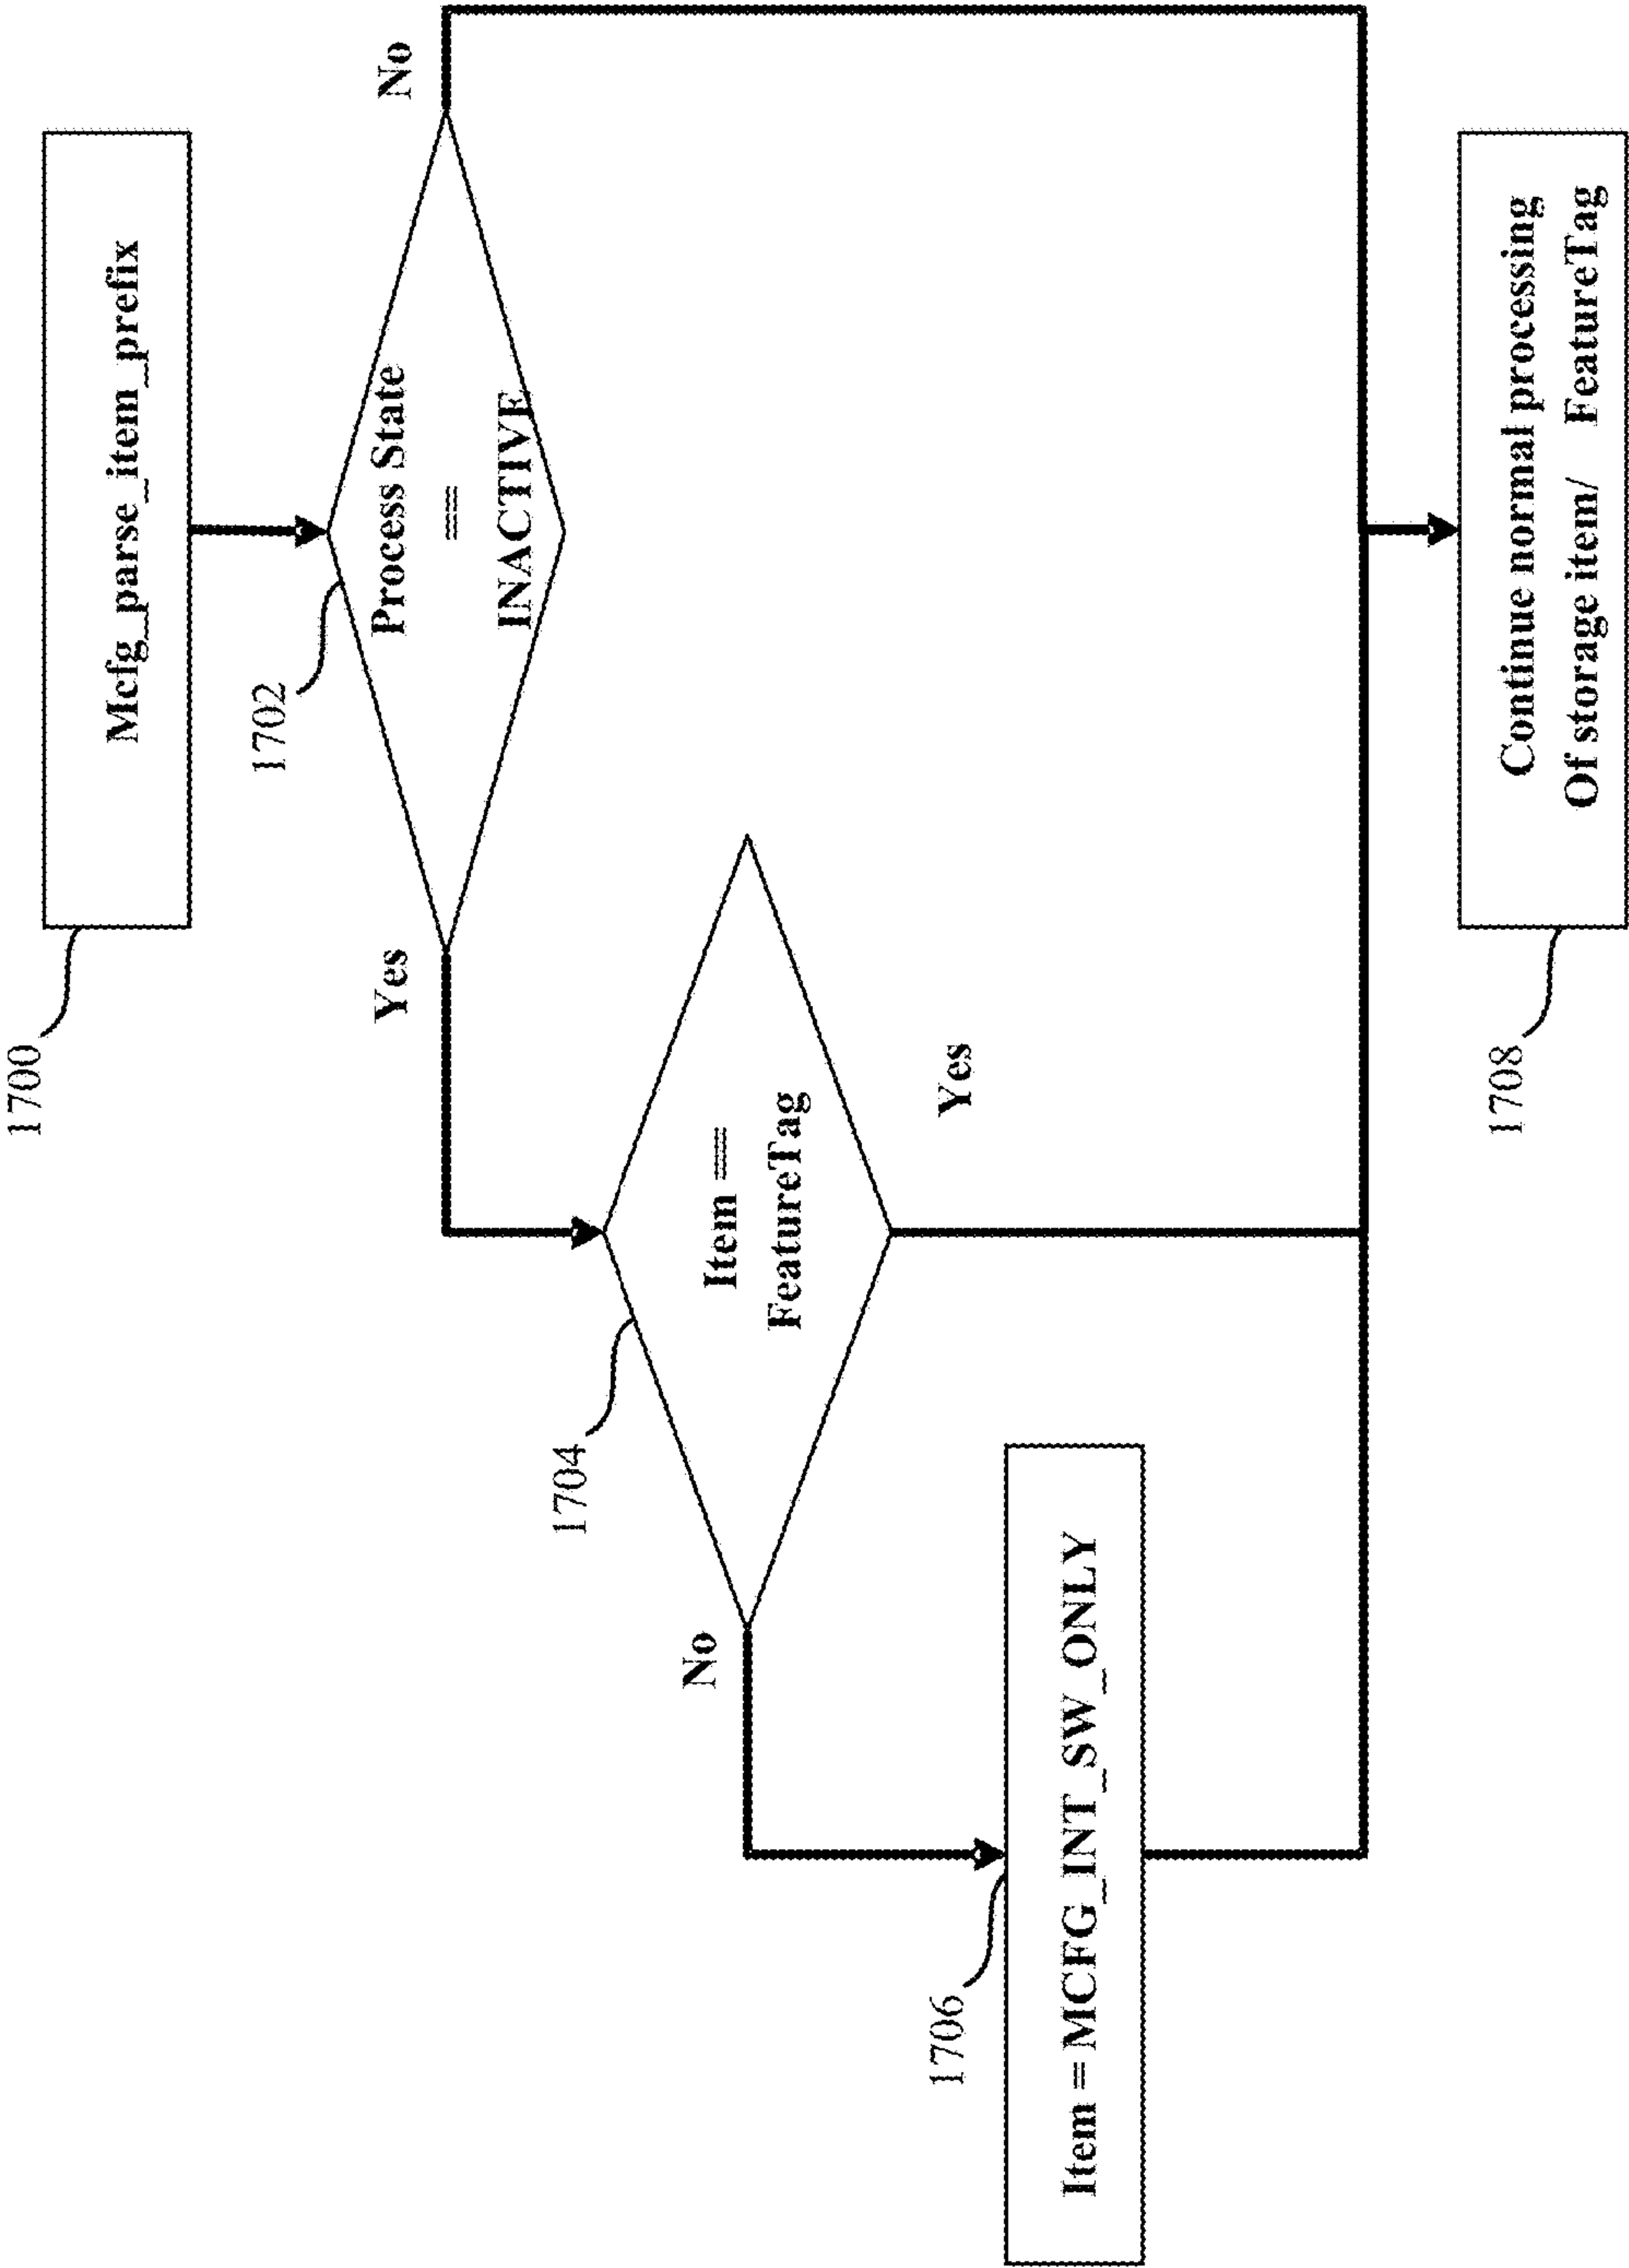 1700
Mcfg_parse_item_prefix
1702
Process State
==
INACTIVE
Yes
No
1704
Item ==
FeatureTag
No
Yes
1706
Item = MCFG_INT_SW_ONLY
1708
Continue normal processing
Of storage item/ FeatureTag